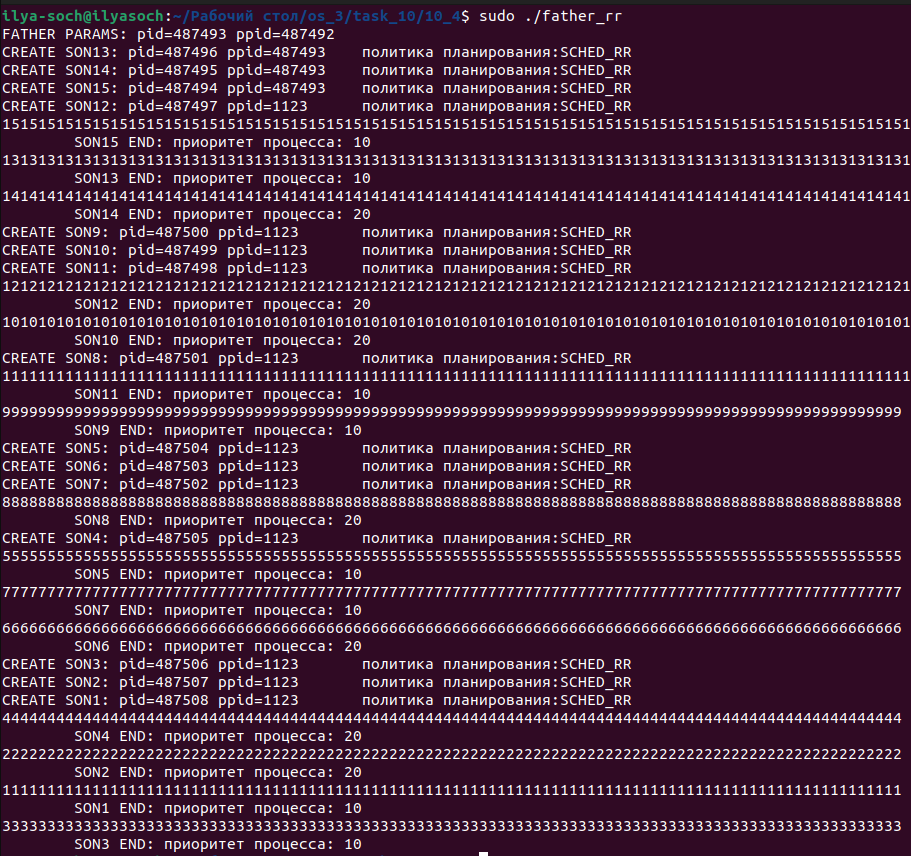 ilya-soch@ilyasoch:~/Рабочий стол/os_3/task_10/10_4$ sudo ./father_rr
FATHER PARAMS: pid=487493 ppid=487492
CREATE SON13: pid=487496 ppid=487493 политика планирования:SCHED_RR
CREATE SON14: pid=487495 ppid=487493 политика планирования:SCHED_RR
CREATE SON15: pid=487494 ppid=487493 политика планирования:SCHED_RR
CREATE SON12: pid=487497 ppid=1123 политика планирования:SCHED_RR
15151515151515151515151515151515151515151515151515151515151515151515151515151515151515151515151515151
SON15 END: приоритет процесса: 10
13131313131313131313131313131313131313131313131313131313131313131313131313131313131313131313131313131
SON13 END: приоритет процесса: 10
14141414141414141414141414141414141414141414141414141414141414141414141414141414141414141414141414141
SON14 END: приоритет процесса: 20
CREATE SON9: pid=487500 ppid=1123 политика планирования:SCHED_RR
CREATE SON10: pid=487499 ppid=1123 политика планирования:SCHED_RR
CREATE SON11: pid=487498 ppid=1123 политика планирования:SCHED_RR
12121212121212121212121212121212121212121212121212121212121212121212121212121212121212121212121212121
SON12 END: приоритет процесса: 20
10101010101010101010101010101010101010101010101010101010101010101010101010101010101010101010101010101
SON10 END: приоритет процесса: 20
CREATE SON8: pid=487501 ppid=1123 политика планирования:SCHED_RR
11111111111111111111111111111111111111111111111111111111111111111111111111111111111111111111111111111
SON11 END: приоритет процесса: 10
9999999999999999999999999999999999999999999999999999999999999999999999999999999999999999999999999999
SON9 END: приоритет процесса: 10
CREATE SON5: pid=487504 ppid=1123 политика планирования:SCHED_RR
CREATE SON6: pid=487503 ppid=1123 политика планирования:SCHED_RR
CREATE SON7: pid=487502 ppid=1123 политика планирования:SCHED_RR
8888888888888888888888888888888888888888888888888888888888888888888888888888888888888888888888888888
SON8 END: приоритет процесса: 20
CREATE SON4: pid=487505 ppid=1123 политика планирования:SCHED_RR
5555555555555555555555555555555555555555555555555555555555555555555555555555555555555555555555555555
SON5 END: приоритет процесса: 10
7777777777777777777777777777777777777777777777777777777777777777777777777777777777777777777777777777
SON7 END: приоритет процесса: 10
6666666666666666666666666666666666666666666666666666666666666666666666666666666666666666666666666666
SON6 END: приоритет процесса: 20
CREATE SON3: pid=487506 ppid=1123 политика планирования:SCHED_RR
CREATE SON2: pid=487507 ppid=1123 политика планирования:SCHED_RR
CREATE SON1: pid=487508 ppid=1123 политика планирования:SCHED_RR
4444444444444444444444444444444444444444444444444444444444444444444444444444444444444444444444444444
SON4 END: приоритет процесса: 20
2222222222222222222222222222222222222222222222222222222222222222222222222222222222222222222222222222
SON2 END: приоритет процесса: 20
1111111111111111111111111111111111111111111111111111111111111111111111111111111111111111111111111111
SON1 END: приоритет процесса: 10
3333333333333333333333333333333333333333333333333333333333333333333333333333333333333333333333333333
SON3 END: приоритет процесса: 10